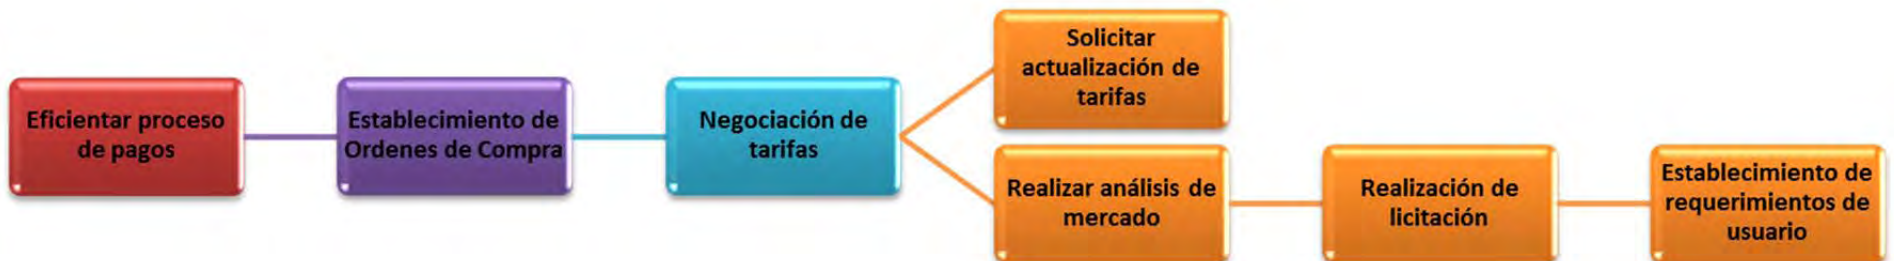 Eficientar proceso
de pagos
Establecimiento de
Ordenes de Compra
Negociación de
tarifas
Solicitar
actualización de
tarifas
Realizar análisis de
mercado
Realización de
licitación
Establecimiento de
requerimientos de
usuario